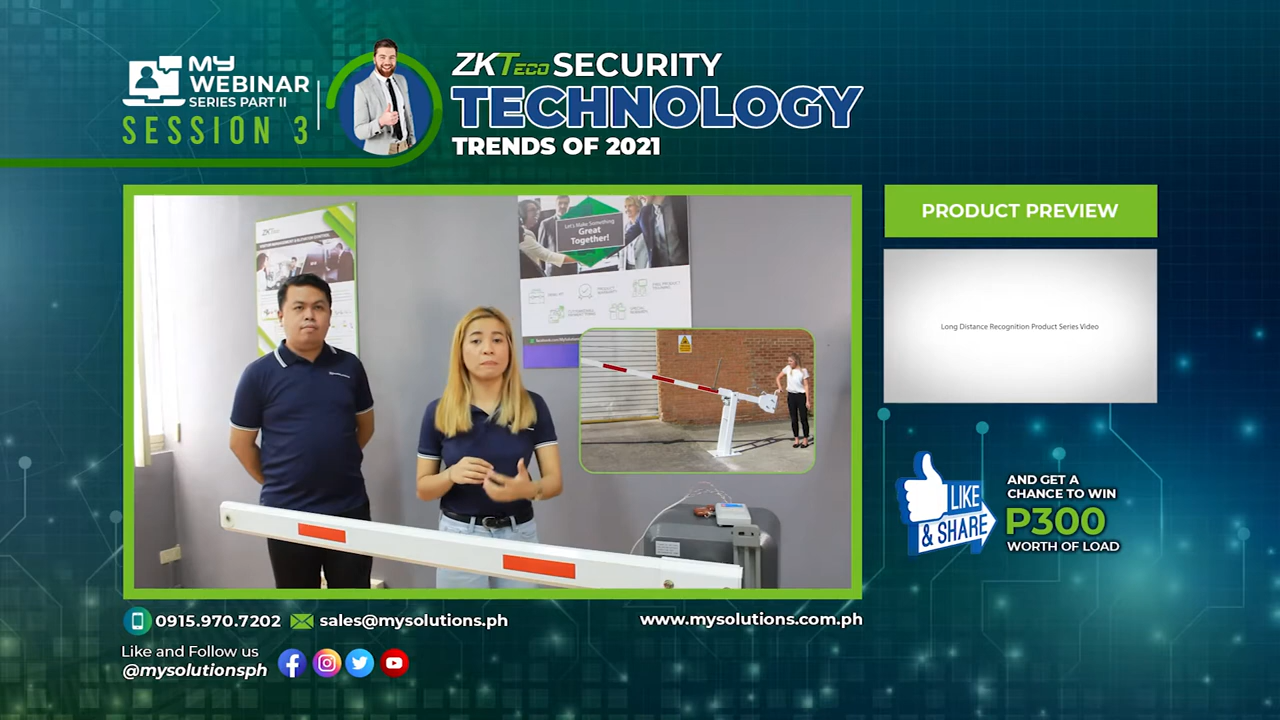 MY
WEBINAR
SERIES PART II
SESSION 3
ZKTECO SECURITY
TECHNOLOGY
TRENDS OF 2021
PRODUCT PREVIEW
Long Distance Recognition Product Series Video
ZKTeco
Let's Make Something
Great
Together!
LIKE
& SHARE
AND GET A
CHANCE TO WIN
P300
WORTH OF LOAD
0915.970.7202
sales@mysolutions.ph
www.mysolutions.com.ph
Like and Follow us
@mysolutionsph